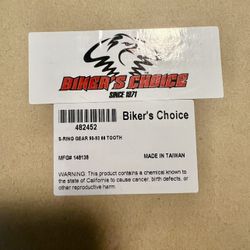 BIKER'S CHOICE
SINCE 1971
Biker's Choice
482452
S-RING GEAR 90-93 66 TOOTH
MFG# 148138
MADE IN TAIWAN
WARNING: This product contains a chemical known to
the state of California to cause cancer, birth defects, or
other reproductive harm.